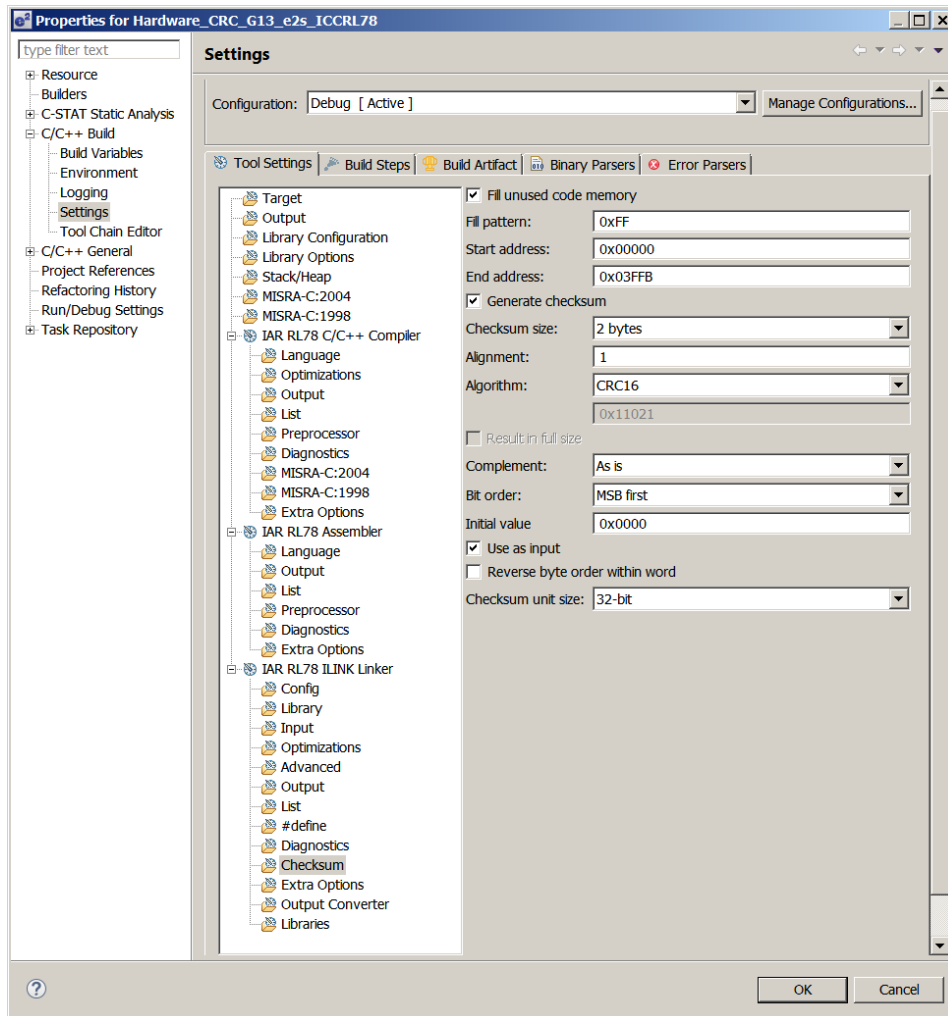 Properties for Hardware_CRC_G13_e2s_ICCRL78
type filter text
Resource
Builders
C-STAT Static Analysis
C/C++ Build
Build Variables
Environment
Logging
Settings
Tool Chain Editor
C/C++ General
Project References
Refactoring History
Run/Debug Settings
Task Repository
Settings
Configuration: Debug [ Active ] Manage Configurations...
Tool Settings Build Steps Build Artifact Binary Parsers Error Parsers
Target
Output
Library Configuration
Library Options
Stack/Heap
MISRA-C:2004
MISRA-C:1998
IAR RL78 C/C++ Compiler
Language
Optimizations
Output
List
Preprocessor
Diagnostics
MISRA-C:2004
MISRA-C:1998
Extra Options
IAR RL78 Assembler
Language
Output
List
Preprocessor
Diagnostics
Extra Options
IAR RL78 ILINK Linker
Config
Library
Input
Optimizations
Advanced
Output
List
#define
Diagnostics
Checksum
Extra Options
Output Converter
Libraries
Fill unused code memory
Fill pattern: 0xFF
Start address: 0x00000
End address: 0x03FFB
Generate checksum
Checksum size: 2 bytes
Alignment: 1
Algorithm: CRC16
0x11021
Result in full size
Complement: As is
Bit order: MSB first
Initial value 0x0000
Use as input
Reverse byte order within word
Checksum unit size: 32-bit
?
OK Cancel